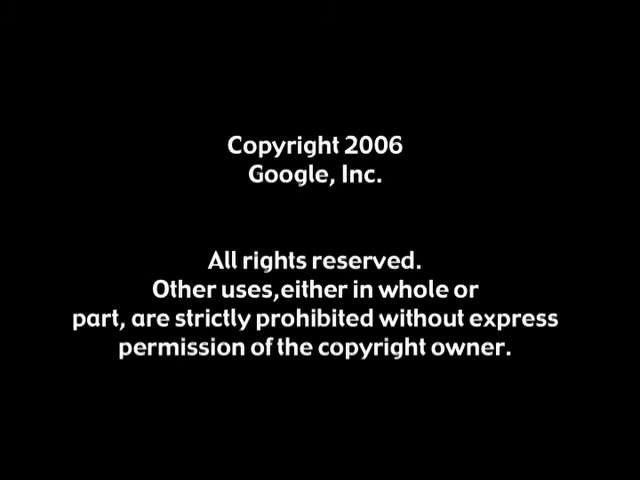 Copyright 2006
Google, Inc.
All rights reserved.
Other uses,either in whole or
part, are strictly prohibited without express
permission of the copyright owner.